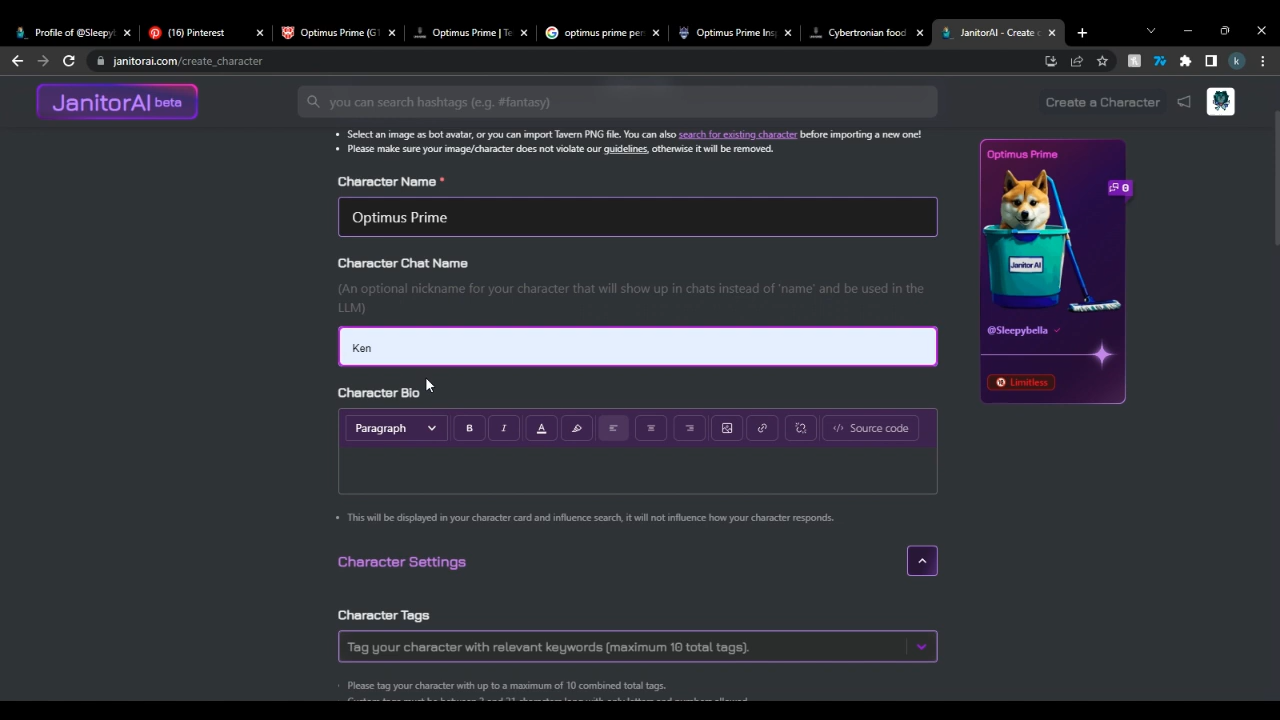 Profile of @Sleepyb
(16) Pinterest
Optimus Prime (G1
Optimus Prime | Te
optimus prime per
Optimus Prime Ins
Cybertronian food
JanitorAI - Create c
janitorai.com/create_character
k
JanitorAI beta
you can search hashtags (e.g. #fantasy)
Create a Character
Select an image as bot avatar, or you can import Tavern PNG file. You can also search for existing character before importing a new one!
Please make sure your image/character does not violate our guidelines, otherwise it will be removed.
Character Name *
Optimus Prime
Character Chat Name
(An optional nickname for your character that will show up in chats instead of 'name' and be used in the
LLM)
Ken
Character Bio
Paragraph
B
I
A
</> Source code
This will be displayed in your character card and influence search, it will not influence how your character responds.
Character Settings
Character Tags
Tag your character with relevant keywords (maximum 10 total tags).
Please tag your character with up to a maximum of 10 combined total tags.
Optimus Prime
0
Janitor AI
@Sleepybella
Limitless